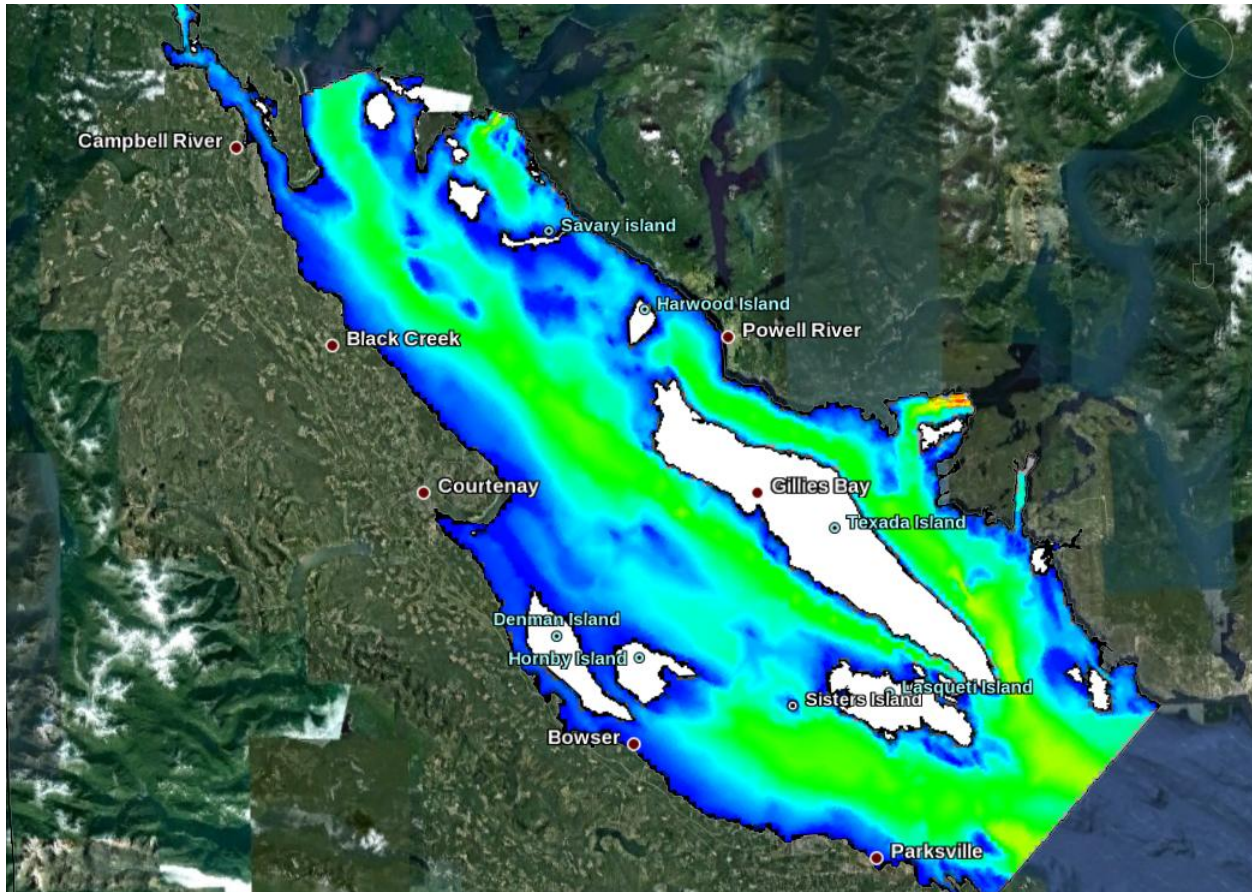 Campbell River
Savary island
Harwood Island
Powell River
Black Creek
Courtenay
Gillies Bay
Texada Island
Denman Island
Hornby Island
Lasqueti Island
Sisters Island
Bowser
Parksville